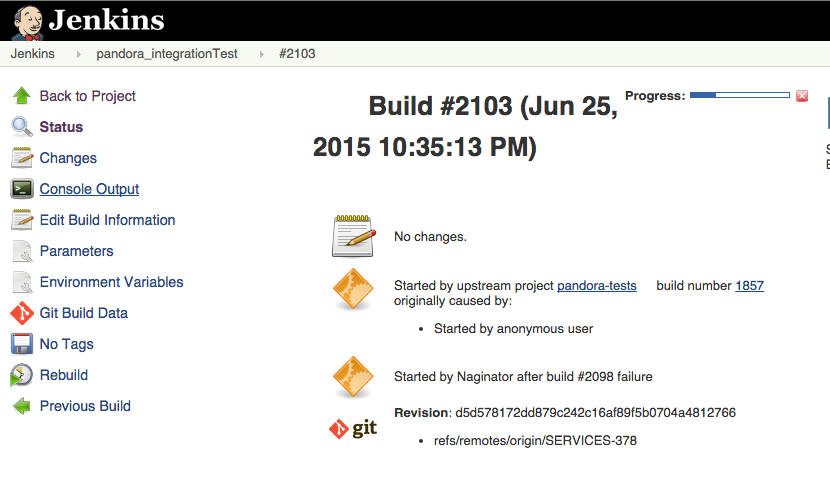 Jenkins
Jenkins pandora_integrationTest #2103
Back to Project
Status
Changes
Console Output
Edit Build Information
Parameters
Environment Variables
Git Build Data
No Tags
Rebuild
Previous Build
Build #2103 (Jun 25,
2015 10:35:13 PM)
Progress:
No changes.
Started by upstream project pandora-tests build number 1857
originally caused by:
• Started by anonymous user
Started by Naginator after build #2098 failure
git
Revision: d5d578172dd879c242c16af89f5b0704a4812766
• refs/remotes/origin/SERVICES-378